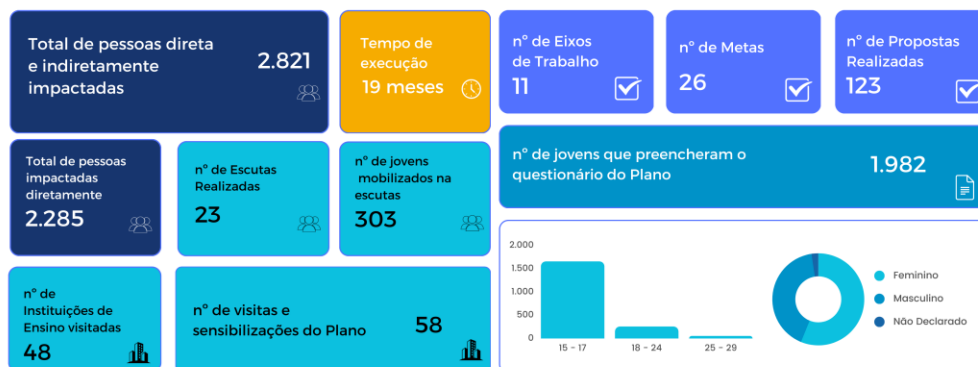 Total de pessoas direta
e indiretamente
impactadas
2.821
Tempo de
execução
19 meses
nº de Eixos
de Trabalho
11
nº de Metas
26
nº de Propostas
Realizadas
123
Total de pessoas
impactadas
diretamente
2.285
nº de Escutas
Realizadas
23
nº de jovens
mobilizados na
escutas
303
nº de jovens que preencheram o
questionário do Plano
1.982
nº de
Instituições de
Ensino visitadas
48
nº de visitas e
sensibilizações do Plano
58
2.000
1.500
1.000
500
0
15 - 17
18 - 24
25 - 29
Feminino
Masculino
Não Declarado